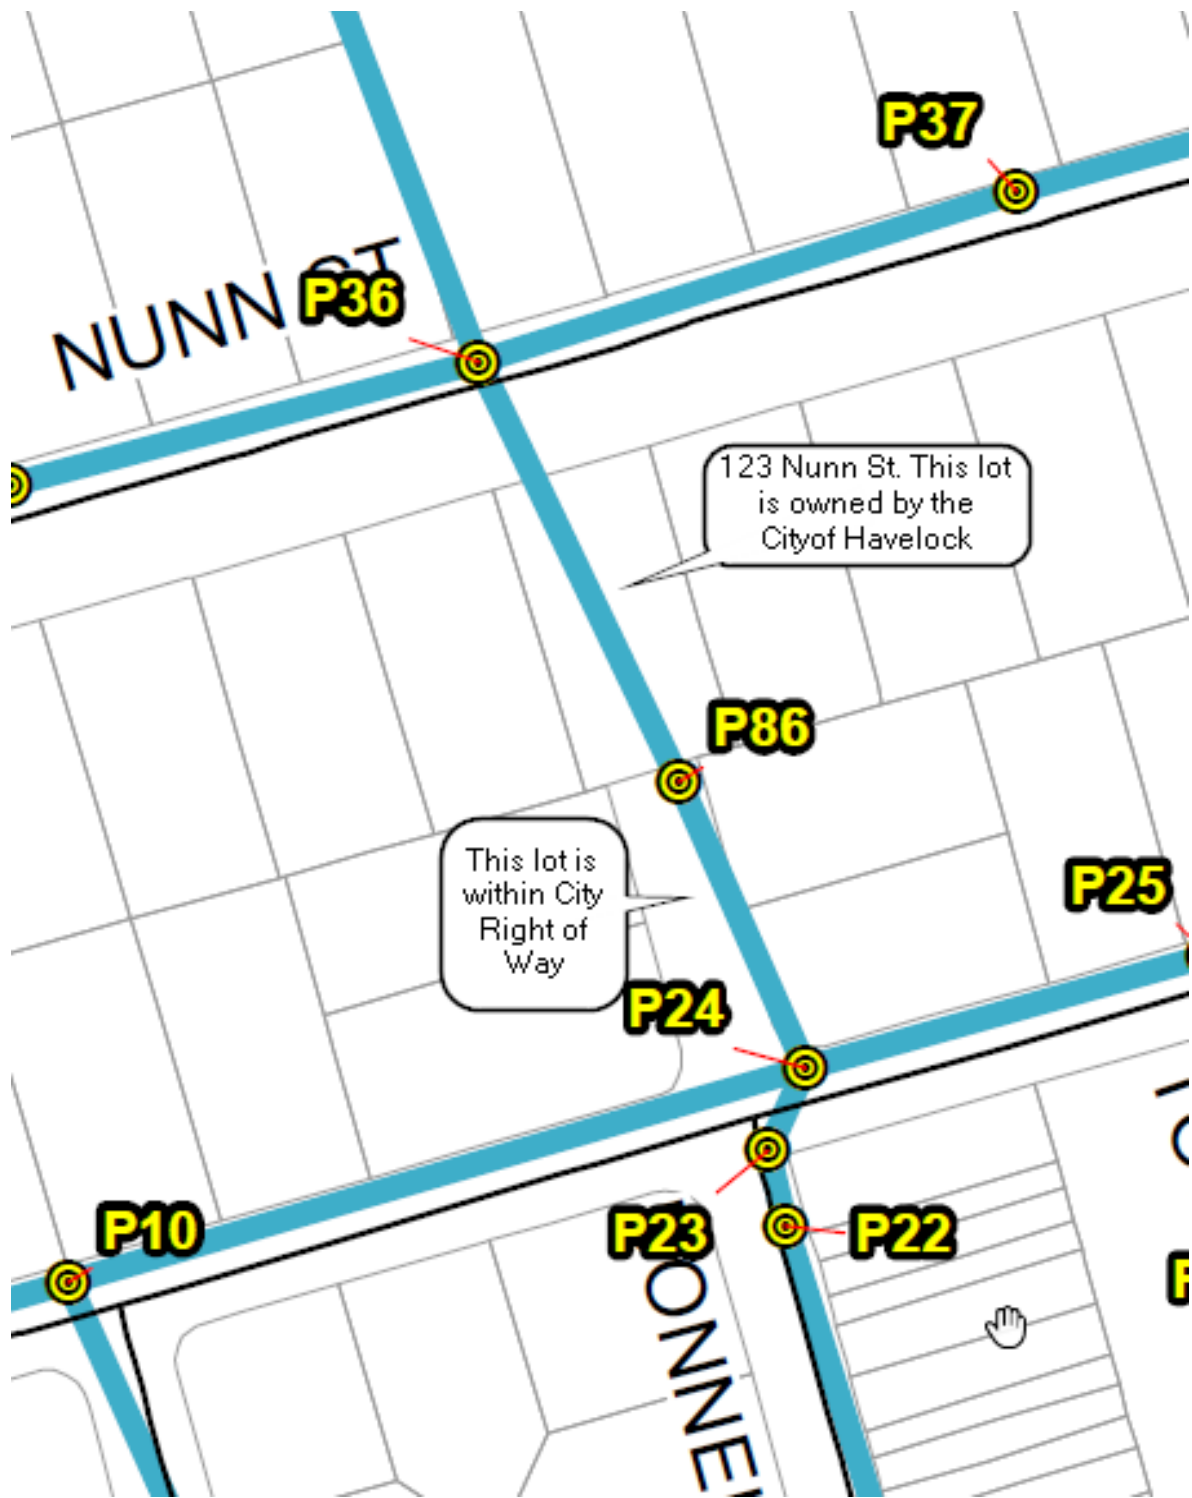 P37
NUNN ST
P36
123 Nunn St. This lot
is owned by the
Cityof Havelock
P86
This lot is
within City
Right of
Way
P25
P24
P10
P23
P22